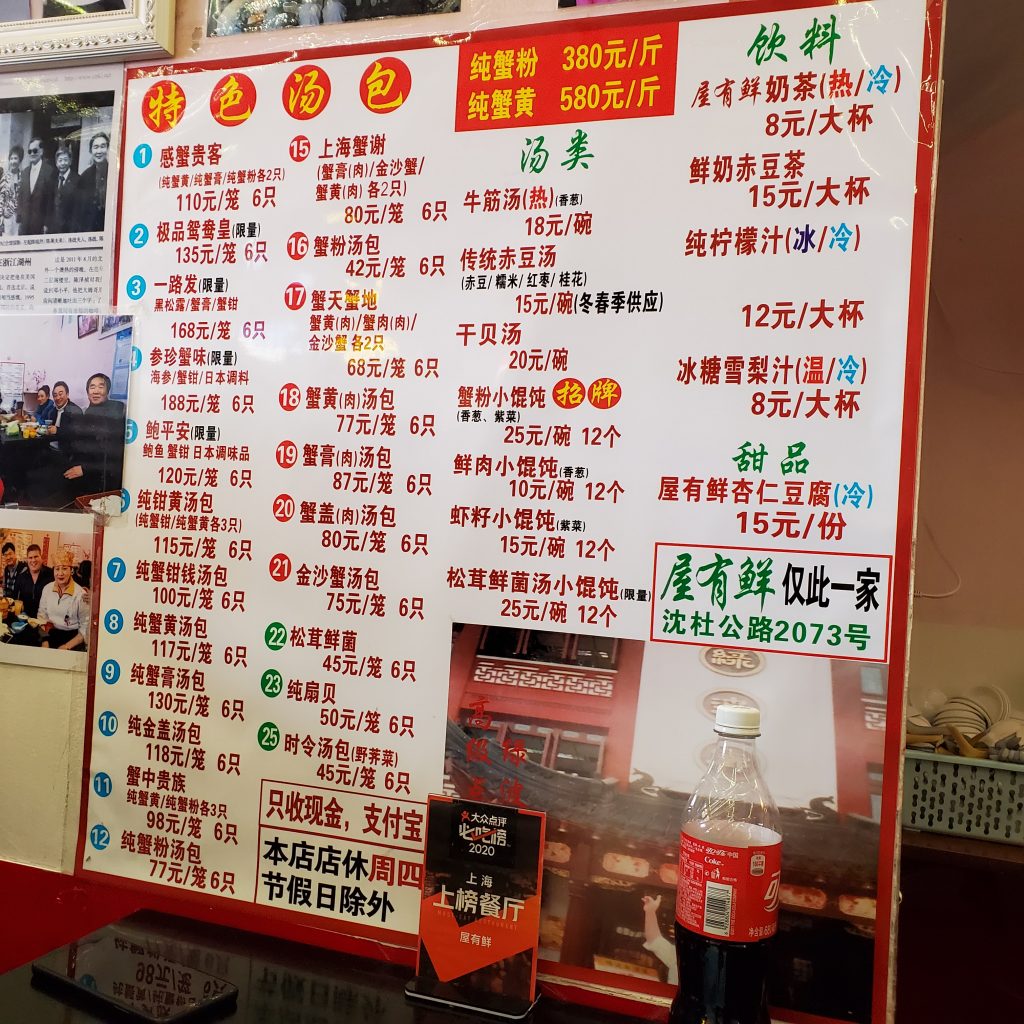 特色汤包
1 感蟹贵客
(纯蟹黄/纯蟹膏/纯蟹粉各2只)
110元/笼 6只
2 极品鸳鸯皇(限量)
135元/笼 6只
3 一路发(限量)
黑松露/蟹膏/蟹钳
168元/笼 6只
4 参珍蟹味(限量)
海参/蟹钳/日本调料
188元/笼 6只
5 鲍平安(限量)
鲍鱼 蟹钳 日本调味品
120元/笼 6只
6 纯钳黄汤包
(纯蟹钳/纯蟹黄各3只)
115元/笼 6只
7 纯蟹钳钱汤包
100元/笼 6只
8 纯蟹黄汤包
117元/笼 6只
9 纯蟹膏汤包
130元/笼 6只
10 纯金盖汤包
118元/笼 6只
11 蟹中贵族
纯蟹黄/纯蟹粉各3只
98元/笼 6只
12 纯蟹粉汤包
77元/笼 6只
15 上海蟹谢
(蟹膏(肉)/金沙蟹/
蟹黄(肉)各2只)
80元/笼 6只
16 蟹粉汤包
42元/笼 6只
17 蟹天蟹地
蟹黄(肉)/蟹肉(肉)/
金沙蟹 各2只
68元/笼 6只
18 蟹黄(肉)汤包
77元/笼 6只
19 蟹膏(肉)汤包
87元/笼 6只
20 蟹盖(肉)汤包
80元/笼 6只
21 金沙蟹汤包
75元/笼 6只
22 松茸鲜菌
45元/笼 6只
23 纯扇贝
50元/笼 6只
25 时令汤包(野荠菜)
45元/笼 6只
只收现金，支付宝
本店店休周四
节假日除外
纯蟹粉 380元/斤
纯蟹黄 580元/斤
汤类
牛筋汤(热)(香葱)
18元/碗
传统赤豆汤
(赤豆/糯米/红枣/桂花)
15元/碗(冬春季供应)
干贝汤
20元/碗
蟹粉小馄饨 招牌
(香葱、紫菜)
25元/碗 12个
鲜肉小馄饨(香葱)
10元/碗 12个
虾籽小馄饨(紫菜)
15元/碗 12个
松茸鲜菌汤小馄饨(限量)
25元/碗 12个
饮料
屋有鲜奶茶(热/冷)
8元/大杯
鲜奶赤豆茶
15元/大杯
纯柠檬汁(冰/冷)
12元/大杯
冰糖雪梨汁(温/冷)
8元/大杯
甜品
屋有鲜杏仁豆腐(冷)
15元/份
屋有鲜 仅此一家
沈杜公路2073号
大众点评
必吃榜
2020
上海
上榜餐厅
屋有鲜
中国
Coke